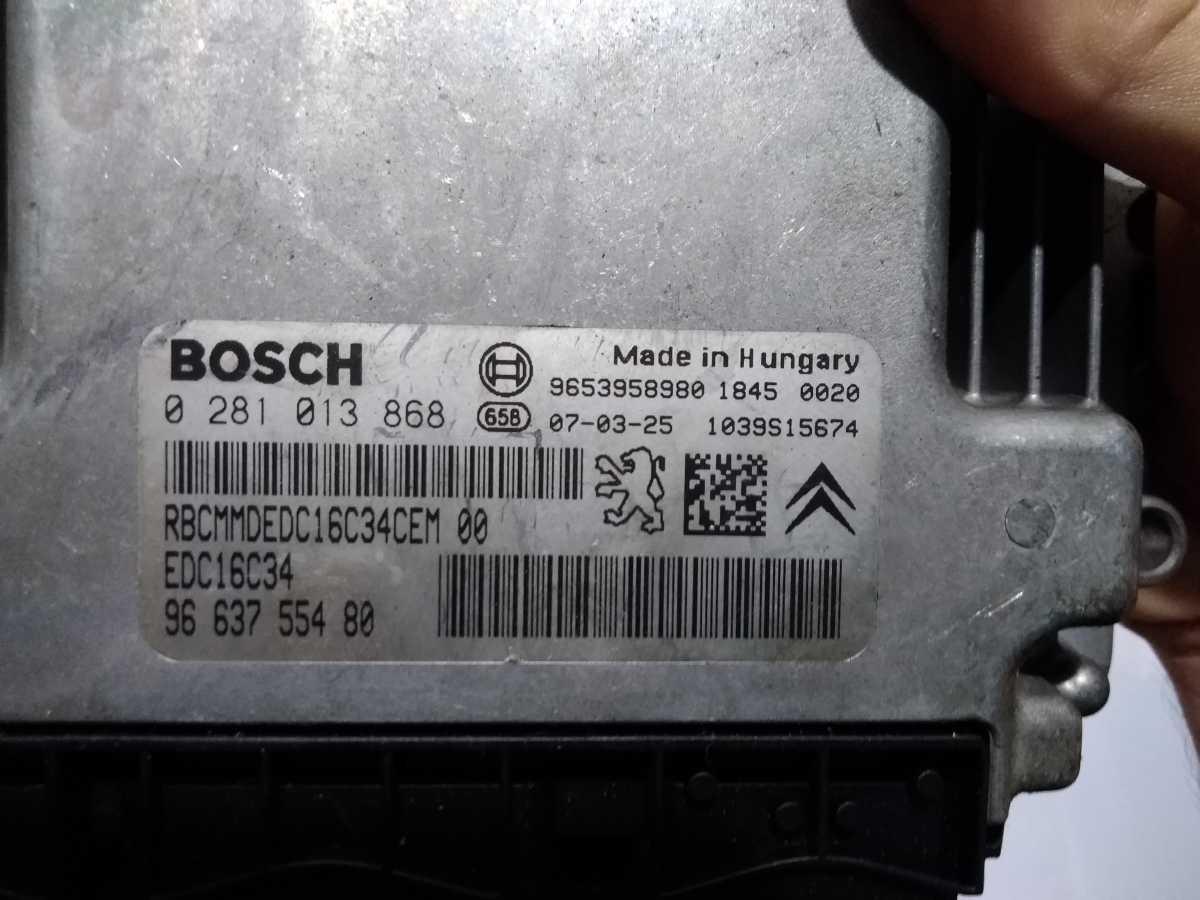 BOSCH
Made in Hungary
9653958980 1845 0020
0 281 013 868 65B 07-03-25 1039S15674
RBCMMDEDC16C34CEM 00
EDC16C34
96 637 554 80